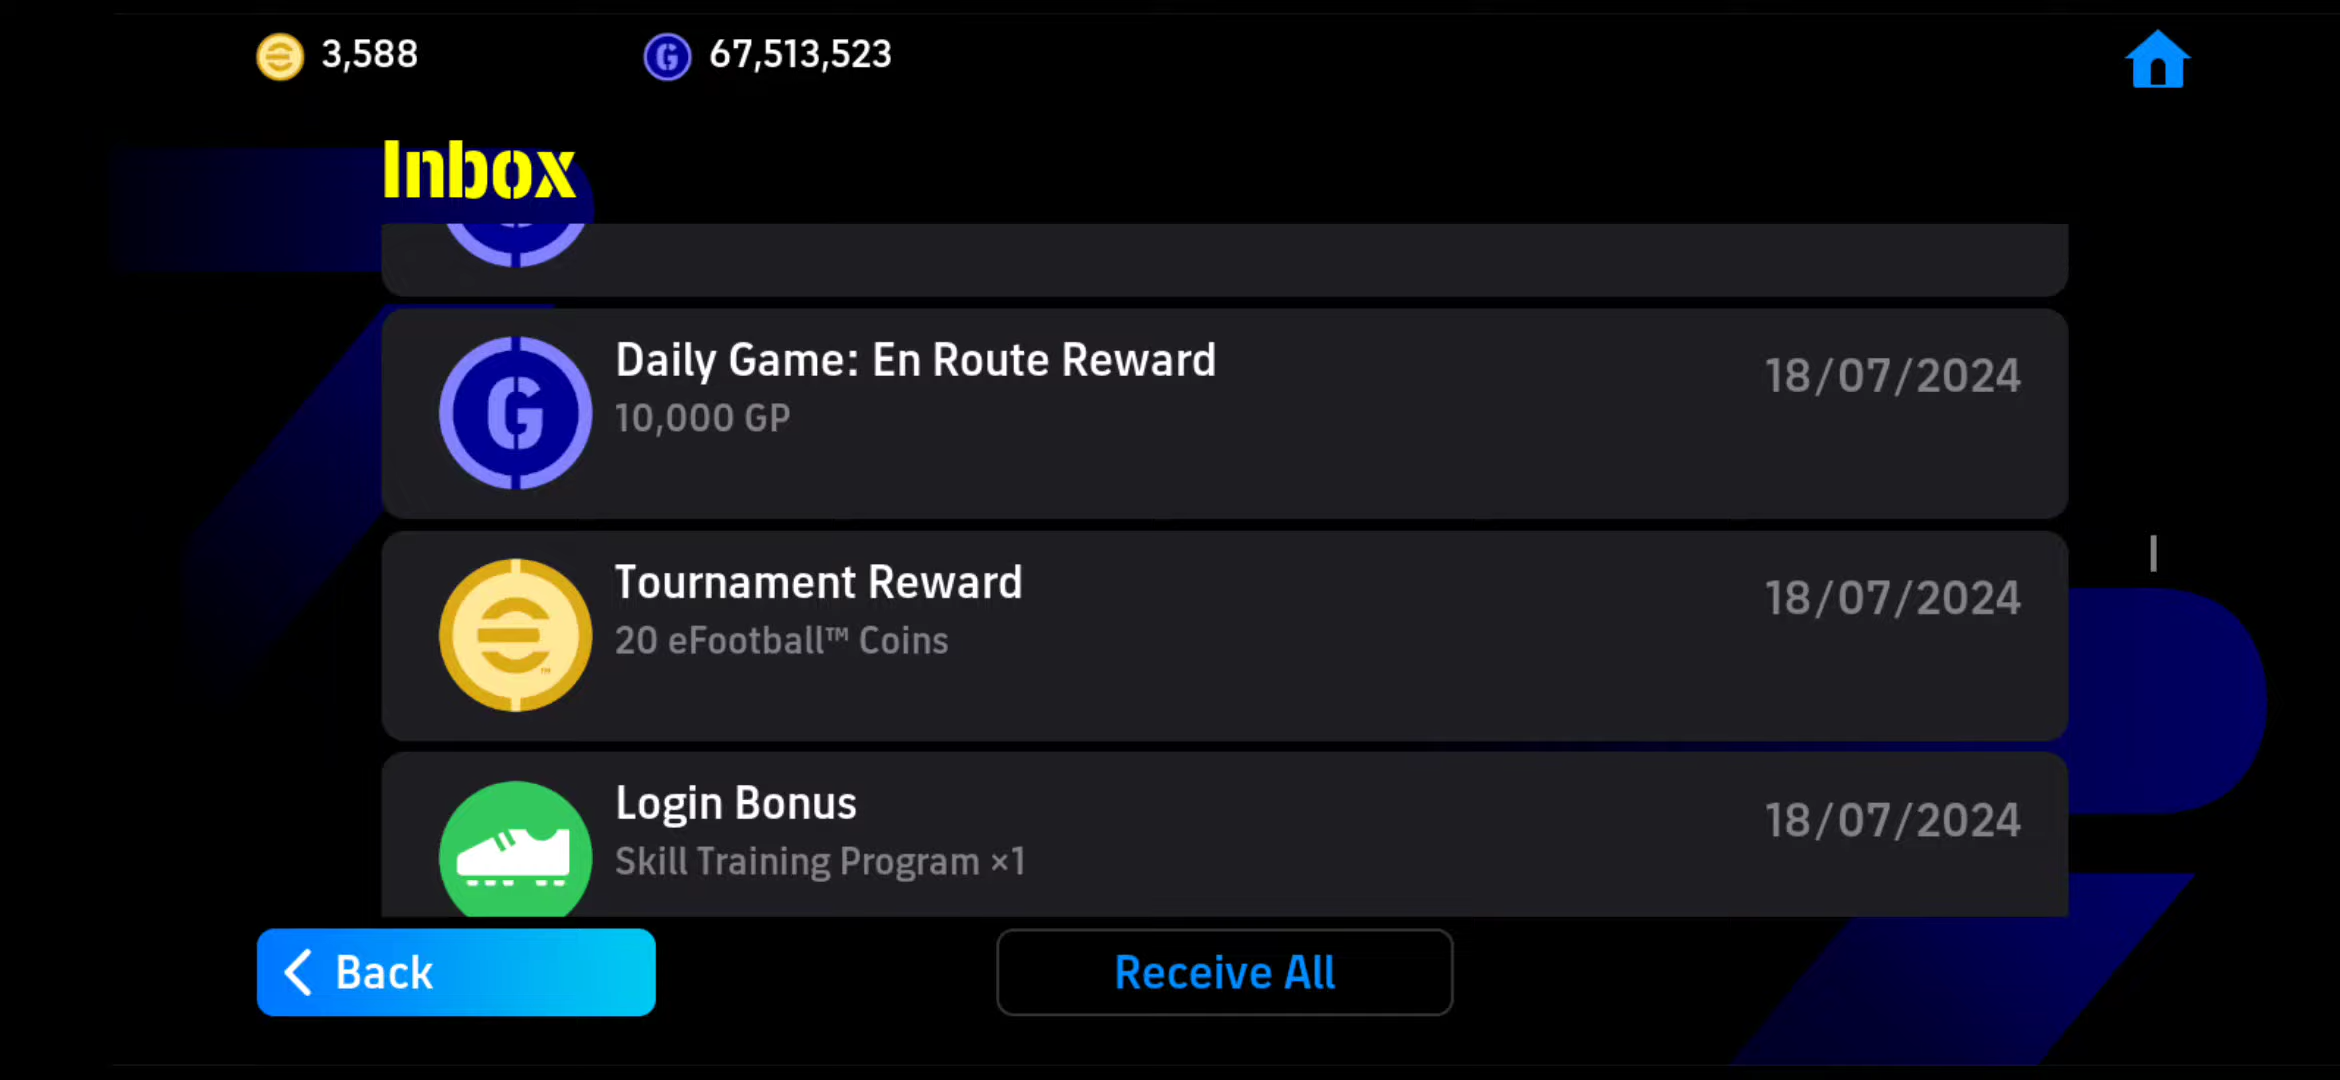 3,588
67,513,523
Inbox
Daily Game: En Route Reward
18/07/2024
10,000 GP
Tournament Reward
18/07/2024
20 eFootball™ Coins
Login Bonus
18/07/2024
Skill Training Program ×1
Back
Receive All